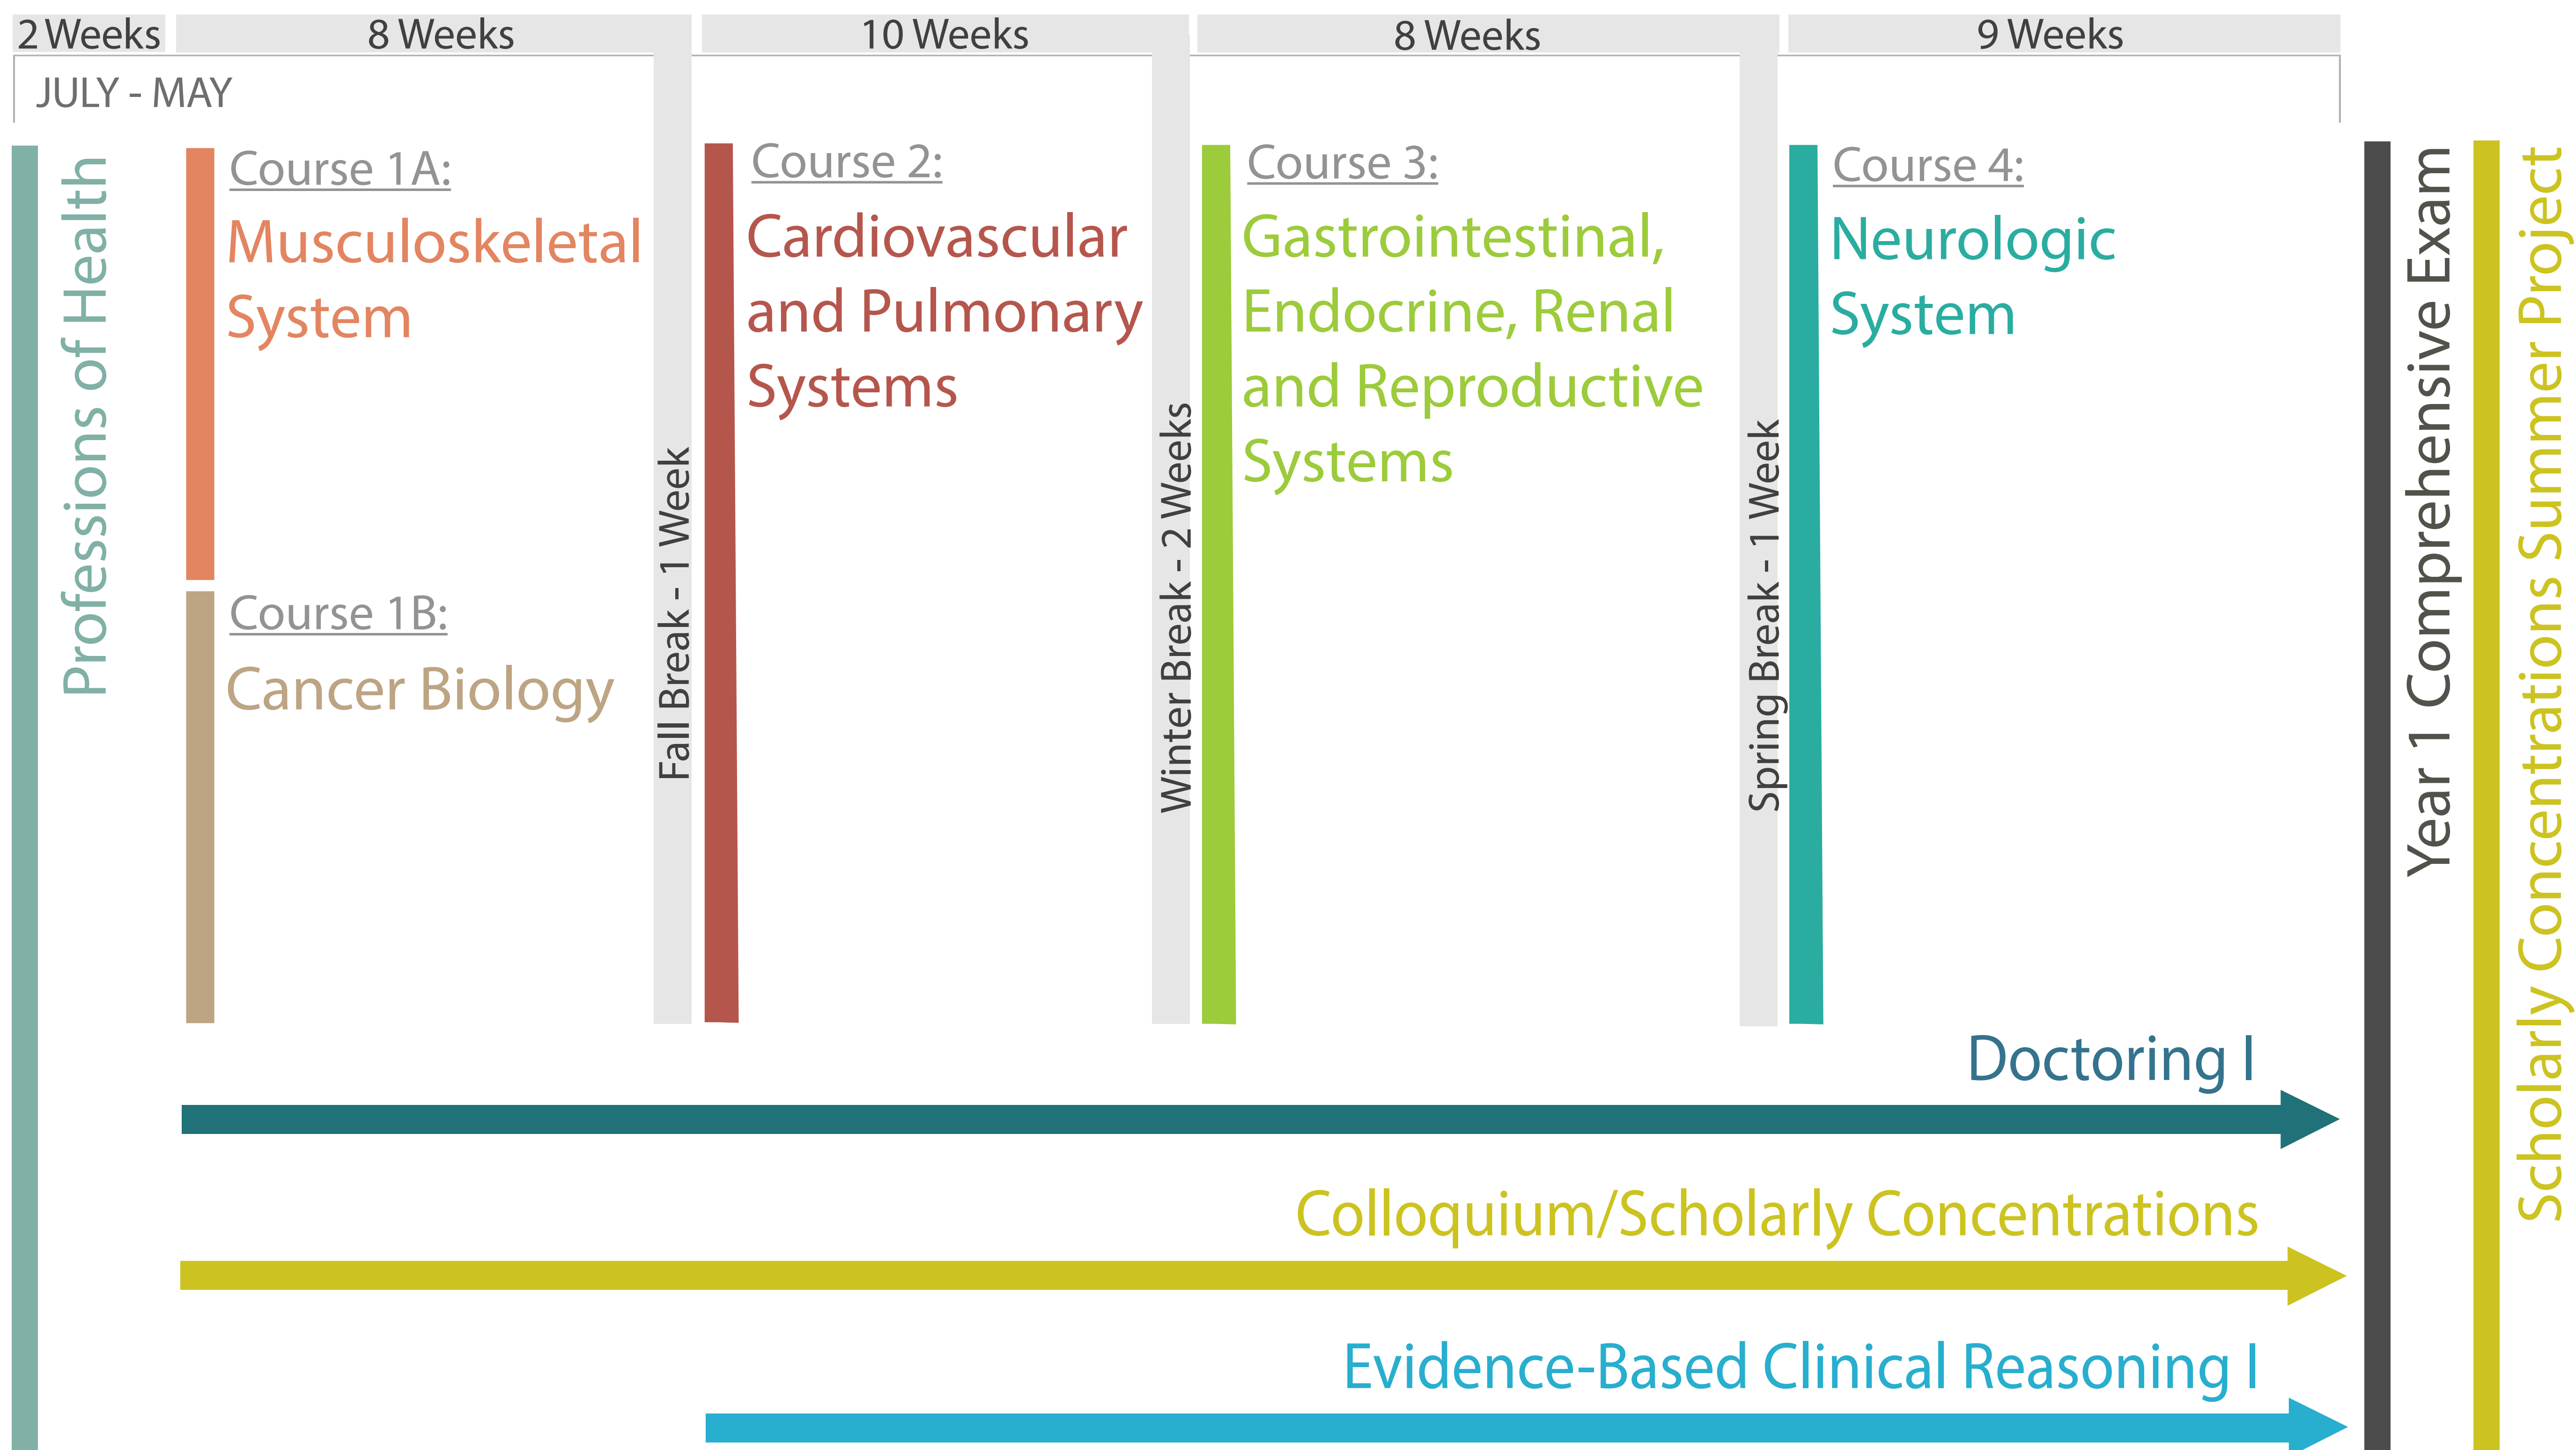 2 Weeks
8 Weeks
10 Weeks
8 Weeks
9 Weeks
JULY - MAY
Professions of Health
Course 1A:
Musculoskeletal
System
Course 1B:
Cancer Biology
Fall Break - 1 Week
Course 2:
Cardiovascular
and Pulmonary
Systems
Winter Break - 2 Weeks
Course 3:
Gastrointestinal,
Endocrine, Renal
and Reproductive
Systems
Spring Break - 1 Week
Course 4:
Neurologic
System
Year 1 Comprehensive Exam
Scholarly Concentrations Summer Project
Doctoring I
Colloquium/Scholarly Concentrations
Evidence-Based Clinical Reasoning I